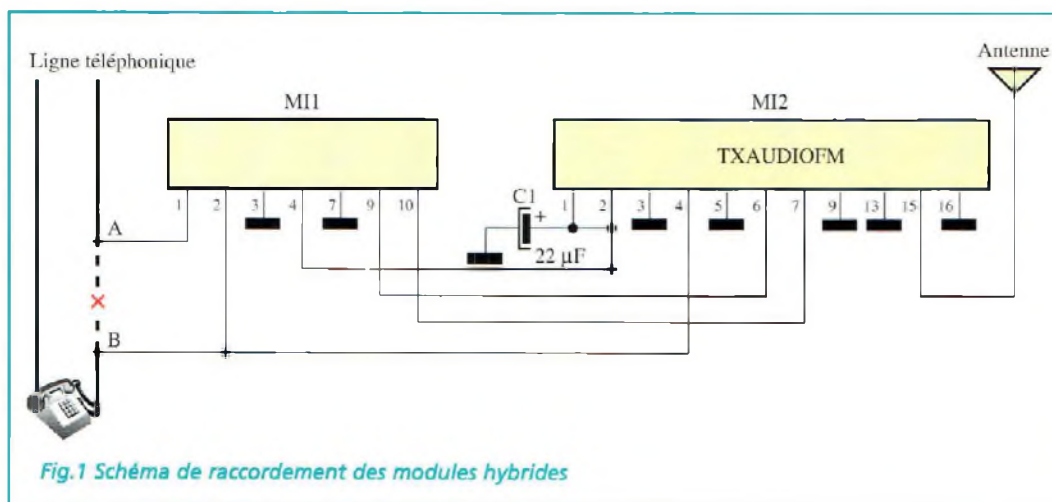 Ligne téléphonique
Antenne
MI1
MI2
TXAUDIOFM
C1
+
22 µF
1 2 3 4 7 9 10
1 2 3 4 5 6 7 9 13 15 16
A
B
Fig.1 Schéma de raccordement des modules hybrides